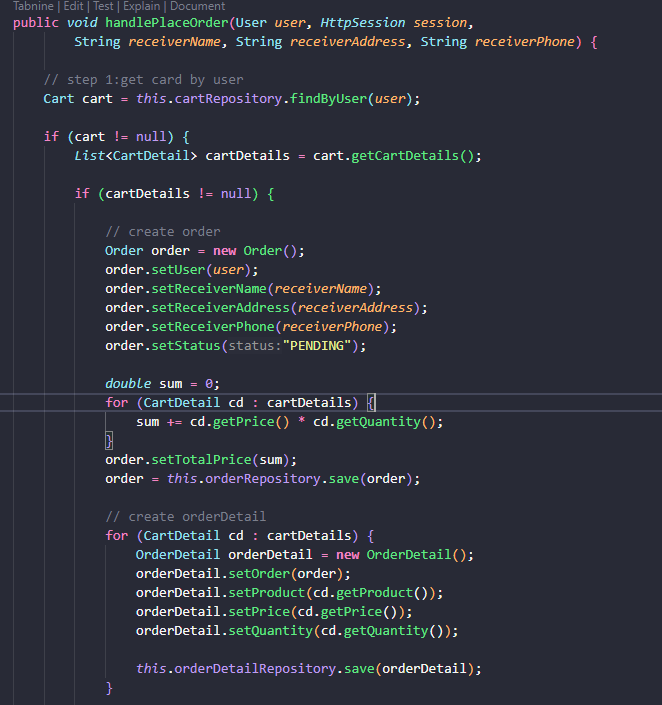 Tabnine | Edit | Test | Explain | Document
public void handlePlaceOrder(User user, HttpSession session,
String receiverName, String receiverAddress, String receiverPhone) {
// step 1:get card by user
Cart cart = this.cartRepository.findByUser(user);
if (cart != null) {
List<CartDetail> cartDetails = cart.getCartDetails();
if (cartDetails != null) {
// create order
Order order = new Order();
order.setUser(user);
order.setReceiverName(receiverName);
order.setReceiverAddress(receiverAddress);
order.setReceiverPhone(receiverPhone);
order.setStatus(status:"PENDING");
double sum = 0;
for (CartDetail cd : cartDetails) {
sum += cd.getPrice() * cd.getQuantity();
}
order.setTotalPrice(sum);
order = this.orderRepository.save(order);
// create orderDetail
for (CartDetail cd : cartDetails) {
OrderDetail orderDetail = new OrderDetail();
orderDetail.setOrder(order);
orderDetail.setProduct(cd.getProduct());
orderDetail.setPrice(cd.getPrice());
orderDetail.setQuantity(cd.getQuantity());
this.orderDetailRepository.save(orderDetail);
}